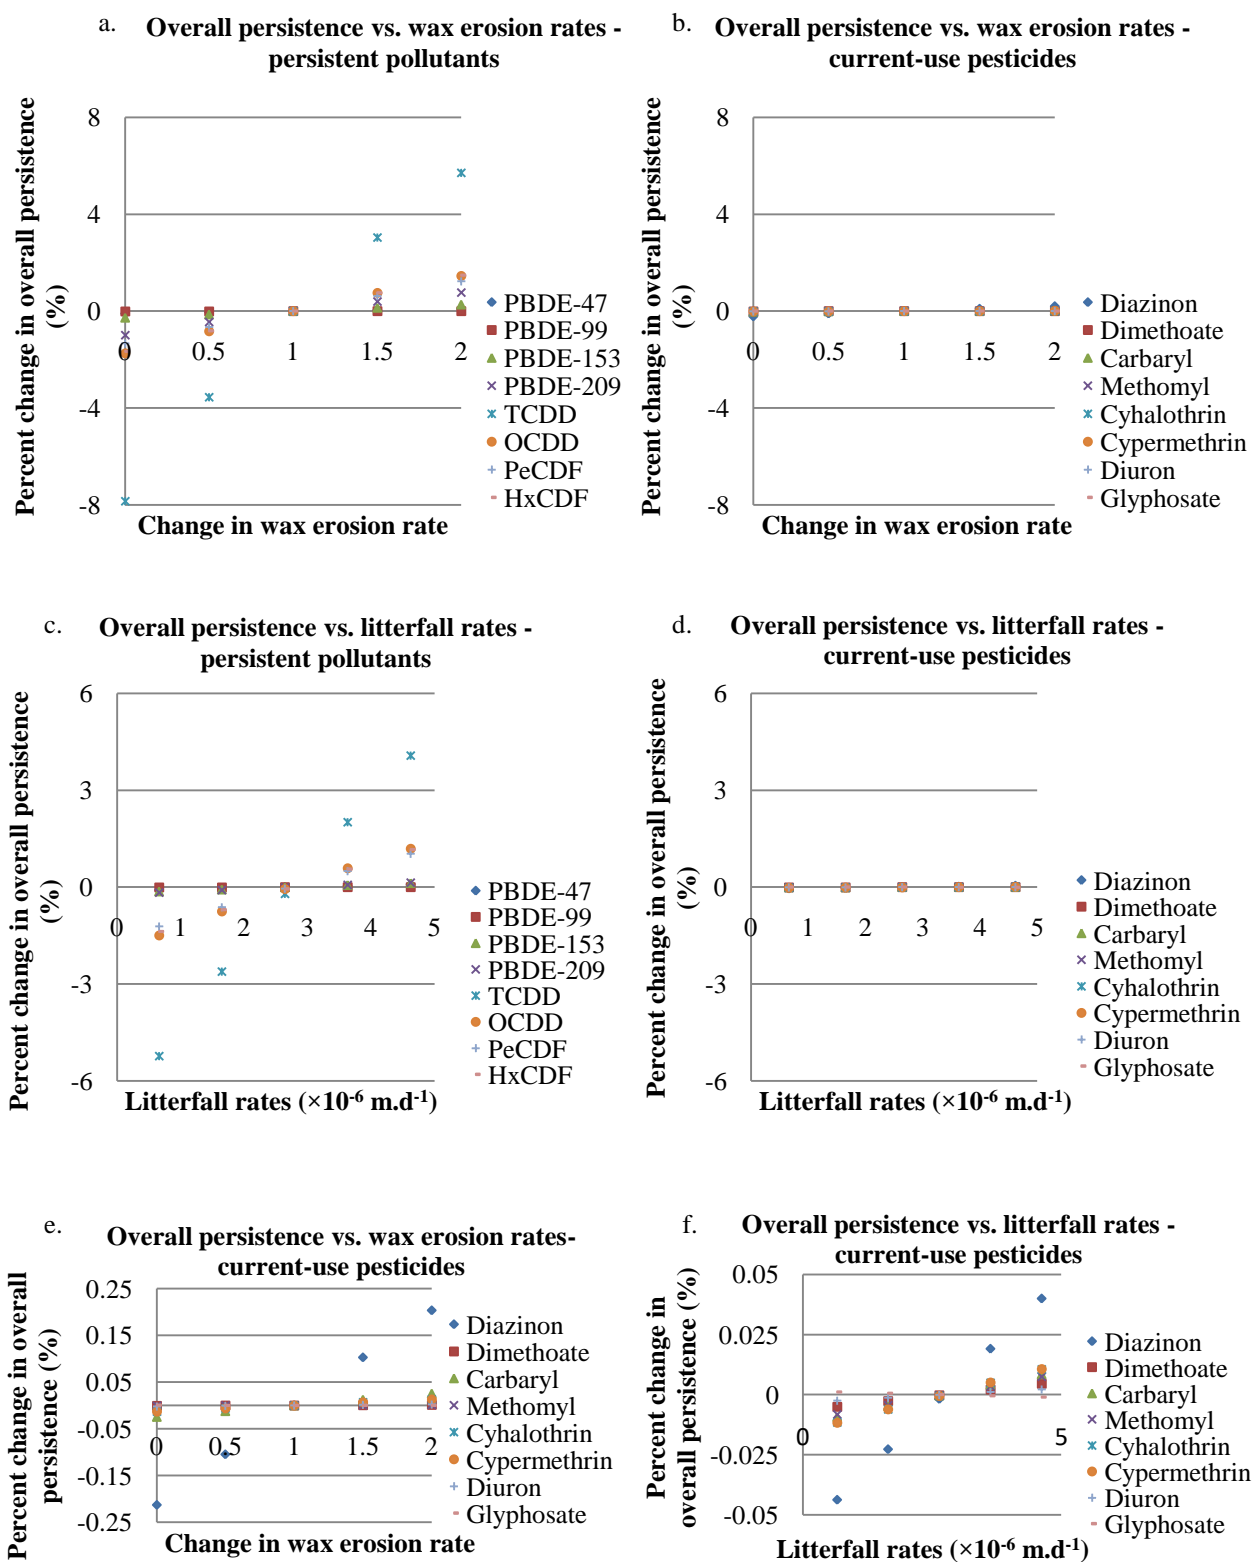 a. Overall persistence vs. wax erosion rates -
persistent pollutants
Percent change in overall persistence
(%)
8
4
0
-4
-8
0 0.5 1 1.5 2
Change in wax erosion rate
PBDE-47
PBDE-99
PBDE-153
PBDE-209
TCDD
OCDD
PeCDF
HxCDF
b. Overall persistence vs. wax erosion rates -
current-use pesticides
Percent change in overall persistence
(%)
8
4
0
-4
-8
0 0.5 1 1.5 2
Change in wax erosion rate
Diazinon
Dimethoate
Carbaryl
Methomyl
Cyhalothrin
Cypermethrin
Diuron
Glyphosate
c. Overall persistence vs. litterfall rates -
persistent pollutants
Percent change in overall persistence
(%)
6
3
0
-3
-6
0 1 2 3 4 5
Litterfall rates (×10⁻⁶ m.d⁻¹)
PBDE-47
PBDE-99
PBDE-153
PBDE-209
TCDD
OCDD
PeCDF
HxCDF
d. Overall persistence vs. litterfall rates -
current-use pesticides
Percent change in overall persistence
(%)
6
3
0
-3
-6
0 1 2 3 4 5
Litterfall rates (×10⁻⁶ m.d⁻¹)
Diazinon
Dimethoate
Carbaryl
Methomyl
Cyhalothrin
Cypermethrin
Diuron
Glyphosate
e. Overall persistence vs. wax erosion rates-
current-use pesticides
Percent change in overall
persistence (%)
0.25
0.15
0.05
-0.05
-0.15
-0.25
0 0.5 1 1.5 2
Change in wax erosion rate
Diazinon
Dimethoate
Carbaryl
Methomyl
Cyhalothrin
Cypermethrin
Diuron
Glyphosate
f. Overall persistence vs. litterfall rates -
current-use pesticides
Percent change in
overall persistence (%)
0.05
0.025
0
-0.025
-0.05
0 5
Litterfall rates (×10⁻⁶ m.d⁻¹)
Diazinon
Dimethoate
Carbaryl
Methomyl
Cyhalothrin
Cypermethrin
Diuron
Glyphosate